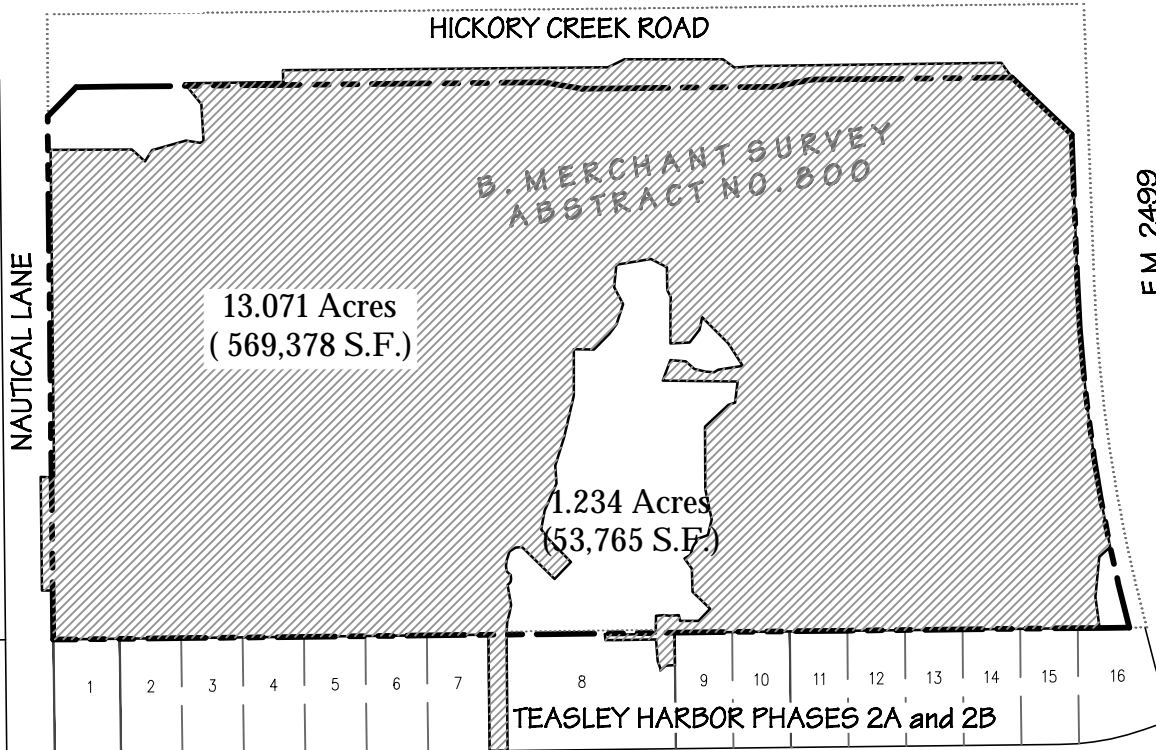 HICKORY CREEK ROAD
B. MERCHANT SURVEY
ABSTRACT NO. 800
F.M. 2499
NAUTICAL LANE
13.071 Acres
( 569,378 S.F.)
1.234 Acres
(53,765 S.F.)
1 2 3 4 5 6 7 8 9 10 11 12 13 14 15 16
TEASLEY HARBOR PHASES 2A and 2B